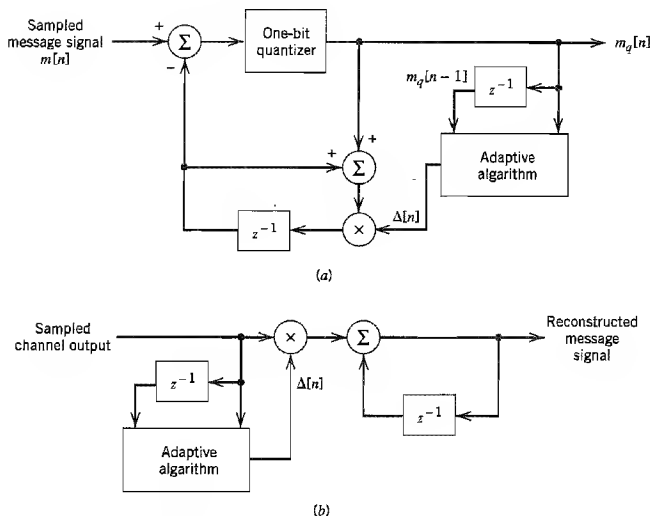 Sampled
message signal
m[n]
+
Σ
−
One-bit
quantizer
m_q[n]
m_q[n − 1]
z⁻¹
Adaptive
algorithm
+
+
Σ
Δ[n]
×
z⁻¹
(a)
Sampled
channel output
×
Σ
Reconstructed
message
signal
z⁻¹
Δ[n]
z⁻¹
Adaptive
algarithm
(b)